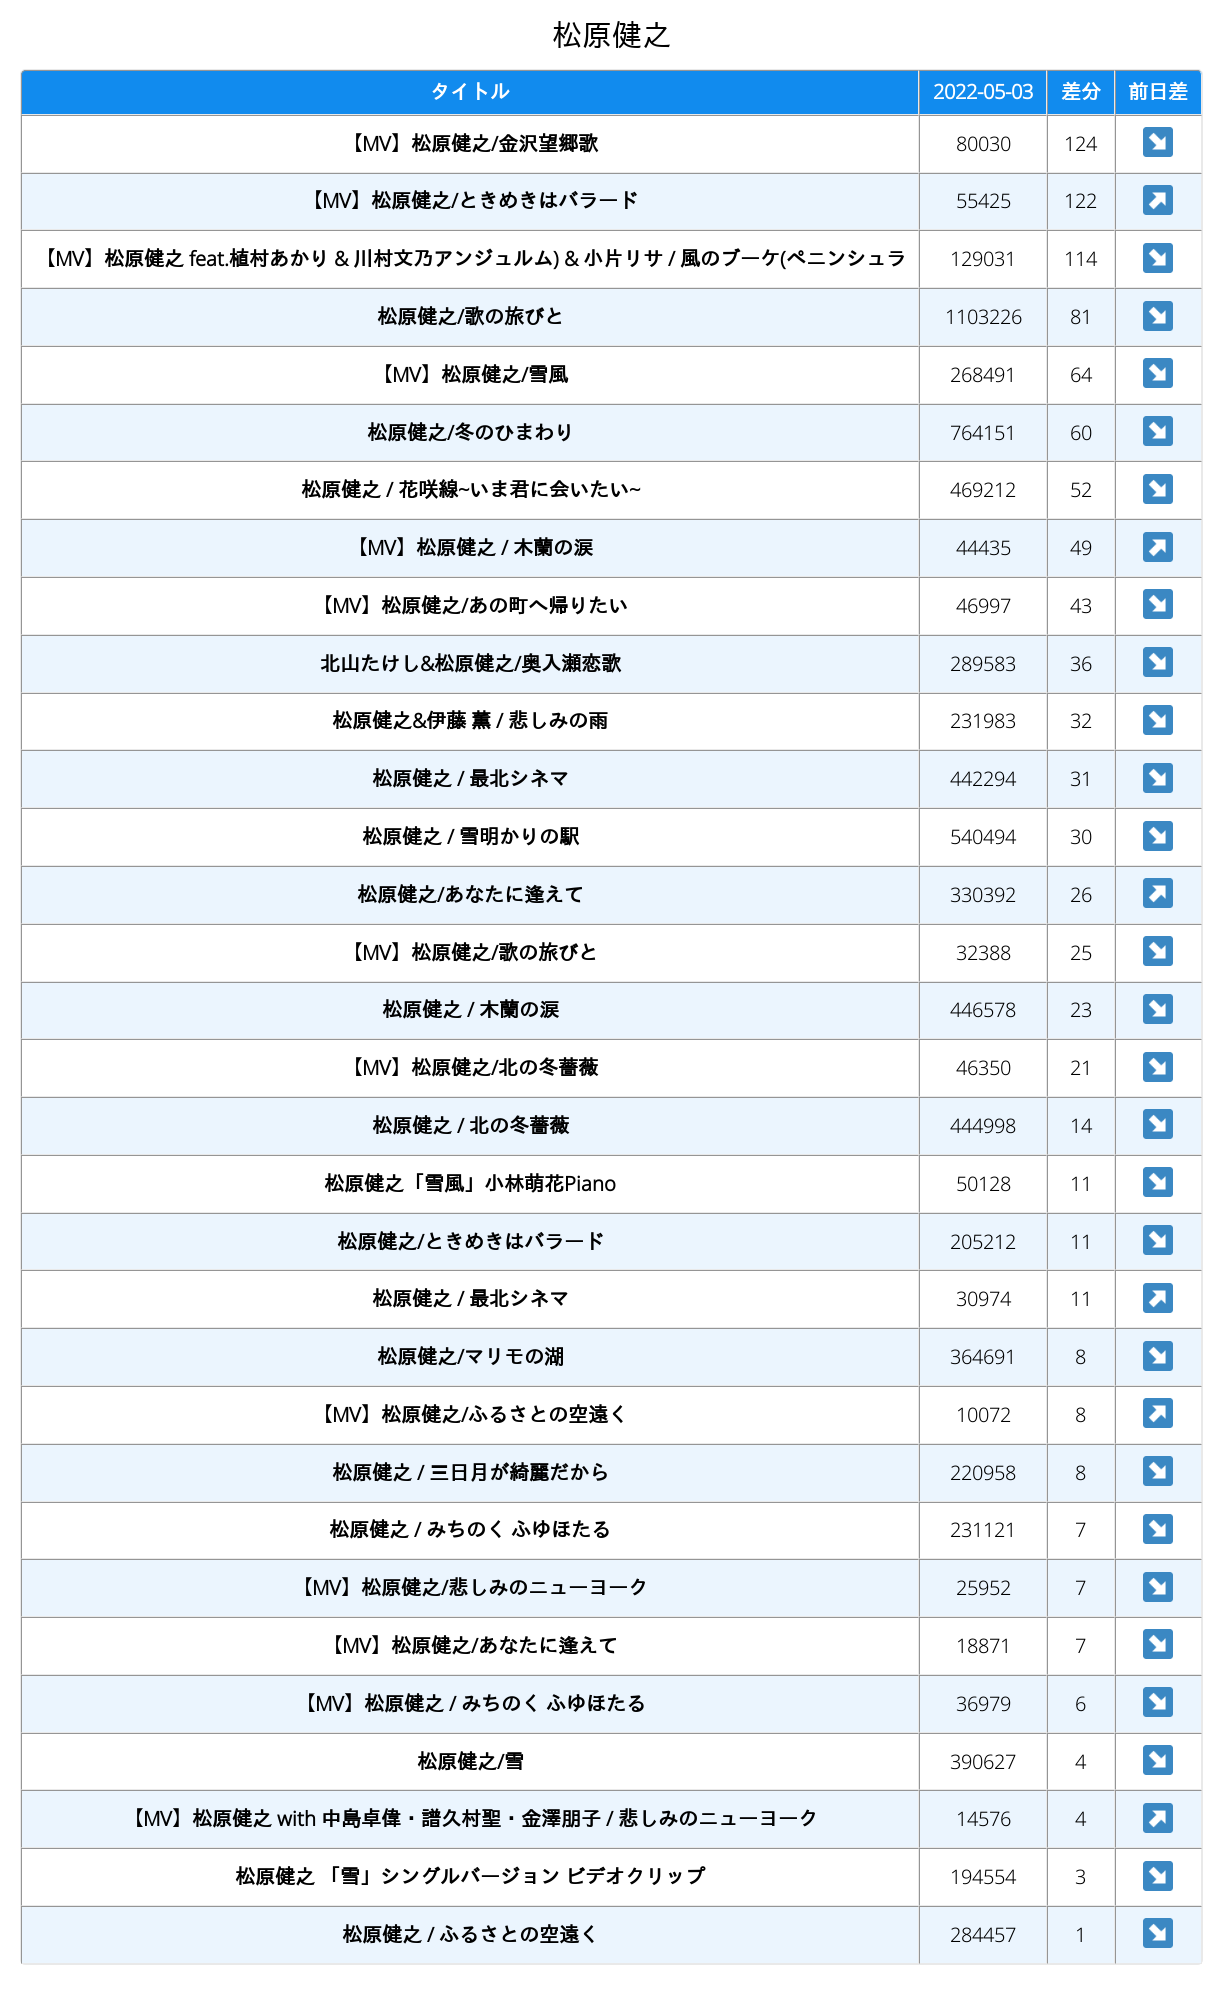 松原健之
タイトル 2022-05-03 差分 前日差
【MV】松原健之/金沢望郷歌 80030 124 ↘
【MV】松原健之/ときめきはバラード 55425 122 ↗
【MV】松原健之 feat.植村あかり & 川村文乃アンジュルム) & 小片リサ / 風のブーケ(ペニンシュラ 129031 114 ↘
松原健之/歌の旅びと 1103226 81 ↘
【MV】松原健之/雪風 268491 64 ↘
松原健之/冬のひまわり 764151 60 ↘
松原健之 / 花咲線~いま君に会いたい~ 469212 52 ↘
【MV】松原健之 / 木蘭の涙 44435 49 ↗
【MV】松原健之/あの町へ帰りたい 46997 43 ↘
北山たけし&松原健之/奥入瀬恋歌 289583 36 ↘
松原健之&伊藤 薫 / 悲しみの雨 231983 32 ↘
松原健之 / 最北シネマ 442294 31 ↘
松原健之 / 雪明かりの駅 540494 30 ↘
松原健之/あなたに逢えて 330392 26 ↗
【MV】松原健之/歌の旅びと 32388 25 ↘
松原健之 / 木蘭の涙 446578 23 ↘
【MV】松原健之/北の冬薔薇 46350 21 ↘
松原健之 / 北の冬薔薇 444998 14 ↘
松原健之「雪風」小林萌花Piano 50128 11 ↘
松原健之/ときめきはバラード 205212 11 ↘
松原健之 / 最北シネマ 30974 11 ↗
松原健之/マリモの湖 364691 8 ↘
【MV】松原健之/ふるさとの空遠く 10072 8 ↗
松原健之 / 三日月が綺麗だから 220958 8 ↘
松原健之 / みちのく ふゆほたる 231121 7 ↘
【MV】松原健之/悲しみのニューヨーク 25952 7 ↘
【MV】松原健之/あなたに逢えて 18871 7 ↘
【MV】松原健之 / みちのく ふゆほたる 36979 6 ↘
松原健之/雪 390627 4 ↘
【MV】松原健之 with 中島卓偉・譜久村聖・金澤朋子 / 悲しみのニューヨーク 14576 4 ↗
松原健之 「雪」シングルバージョン ビデオクリップ 194554 3 ↘
松原健之 / ふるさとの空遠く 284457 1 ↘